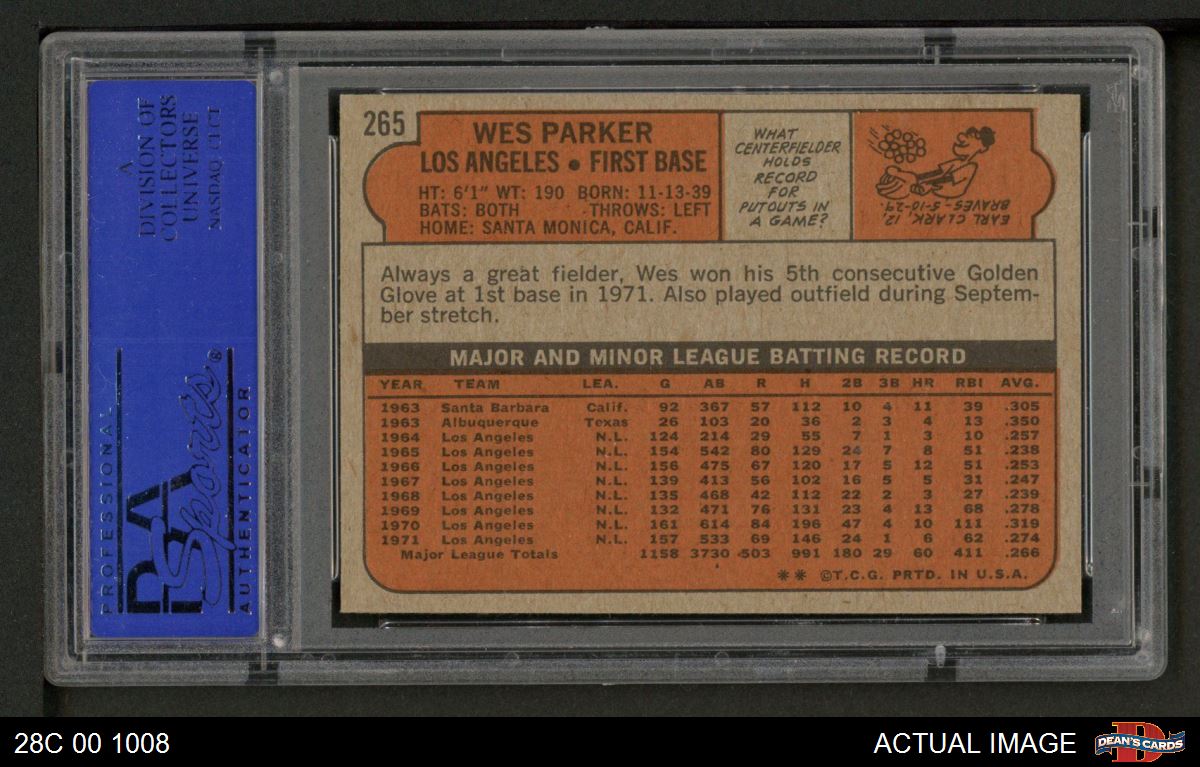 A
DIVISION OF
COLLECTORS
UNIVERSE
NASDAQ: CLCT
PROFESSIONAL
PSA
Sports®
AUTHENTICATOR
265
WES PARKER
LOS ANGELES • FIRST BASE
HT: 6'1" WT: 190 BORN: 11-13-39
BATS: BOTH THROWS: LEFT
HOME: SANTA MONICA, CALIF.
WHAT
CENTERFIELDER
HOLDS
RECORD
FOR
PUTOUTS IN
A GAME?
EARL CLARK, 12,
BRAVES-5-10-29.
Always a great fielder, Wes won his 5th consecutive Golden
Glove at 1st base in 1971. Also played outfield during Septem-
ber stretch.
MAJOR AND MINOR LEAGUE BATTING RECORD
YEAR TEAM LEA. G AB R H 2B 3B HR RBI AVG.
1963 Santa Barbara Calif. 92 367 57 112 10 4 11 39 .305
1963 Albuquerque Texas 26 103 20 36 2 3 4 13 .350
1964 Los Angeles N.L. 124 214 29 55 7 1 3 10 .257
1965 Los Angeles N.L. 154 542 80 129 24 7 8 51 .238
1966 Los Angeles N.L. 156 475 67 120 17 5 12 51 .253
1967 Los Angeles N.L. 139 413 56 102 16 5 5 31 .247
1968 Los Angeles N.L. 135 468 42 112 22 2 3 27 .239
1969 Los Angeles N.L. 132 471 76 131 23 4 13 68 .278
1970 Los Angeles N.L. 161 614 84 196 47 4 10 111 .319
1971 Los Angeles N.L. 157 533 69 146 24 1 6 62 .274
Major League Totals 1158 3730 503 991 180 29 60 411 .266
** ©T.C.G. PRTD. IN U.S.A.
28C 00 1008
ACTUAL IMAGE
D
DEAN'S CARDS